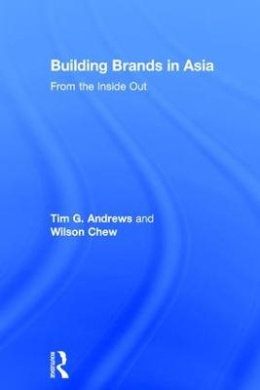 Building Brands in Asia
From the Inside Out
Tim G. Andrews and
Wilson Chew
ROUTLEDGE